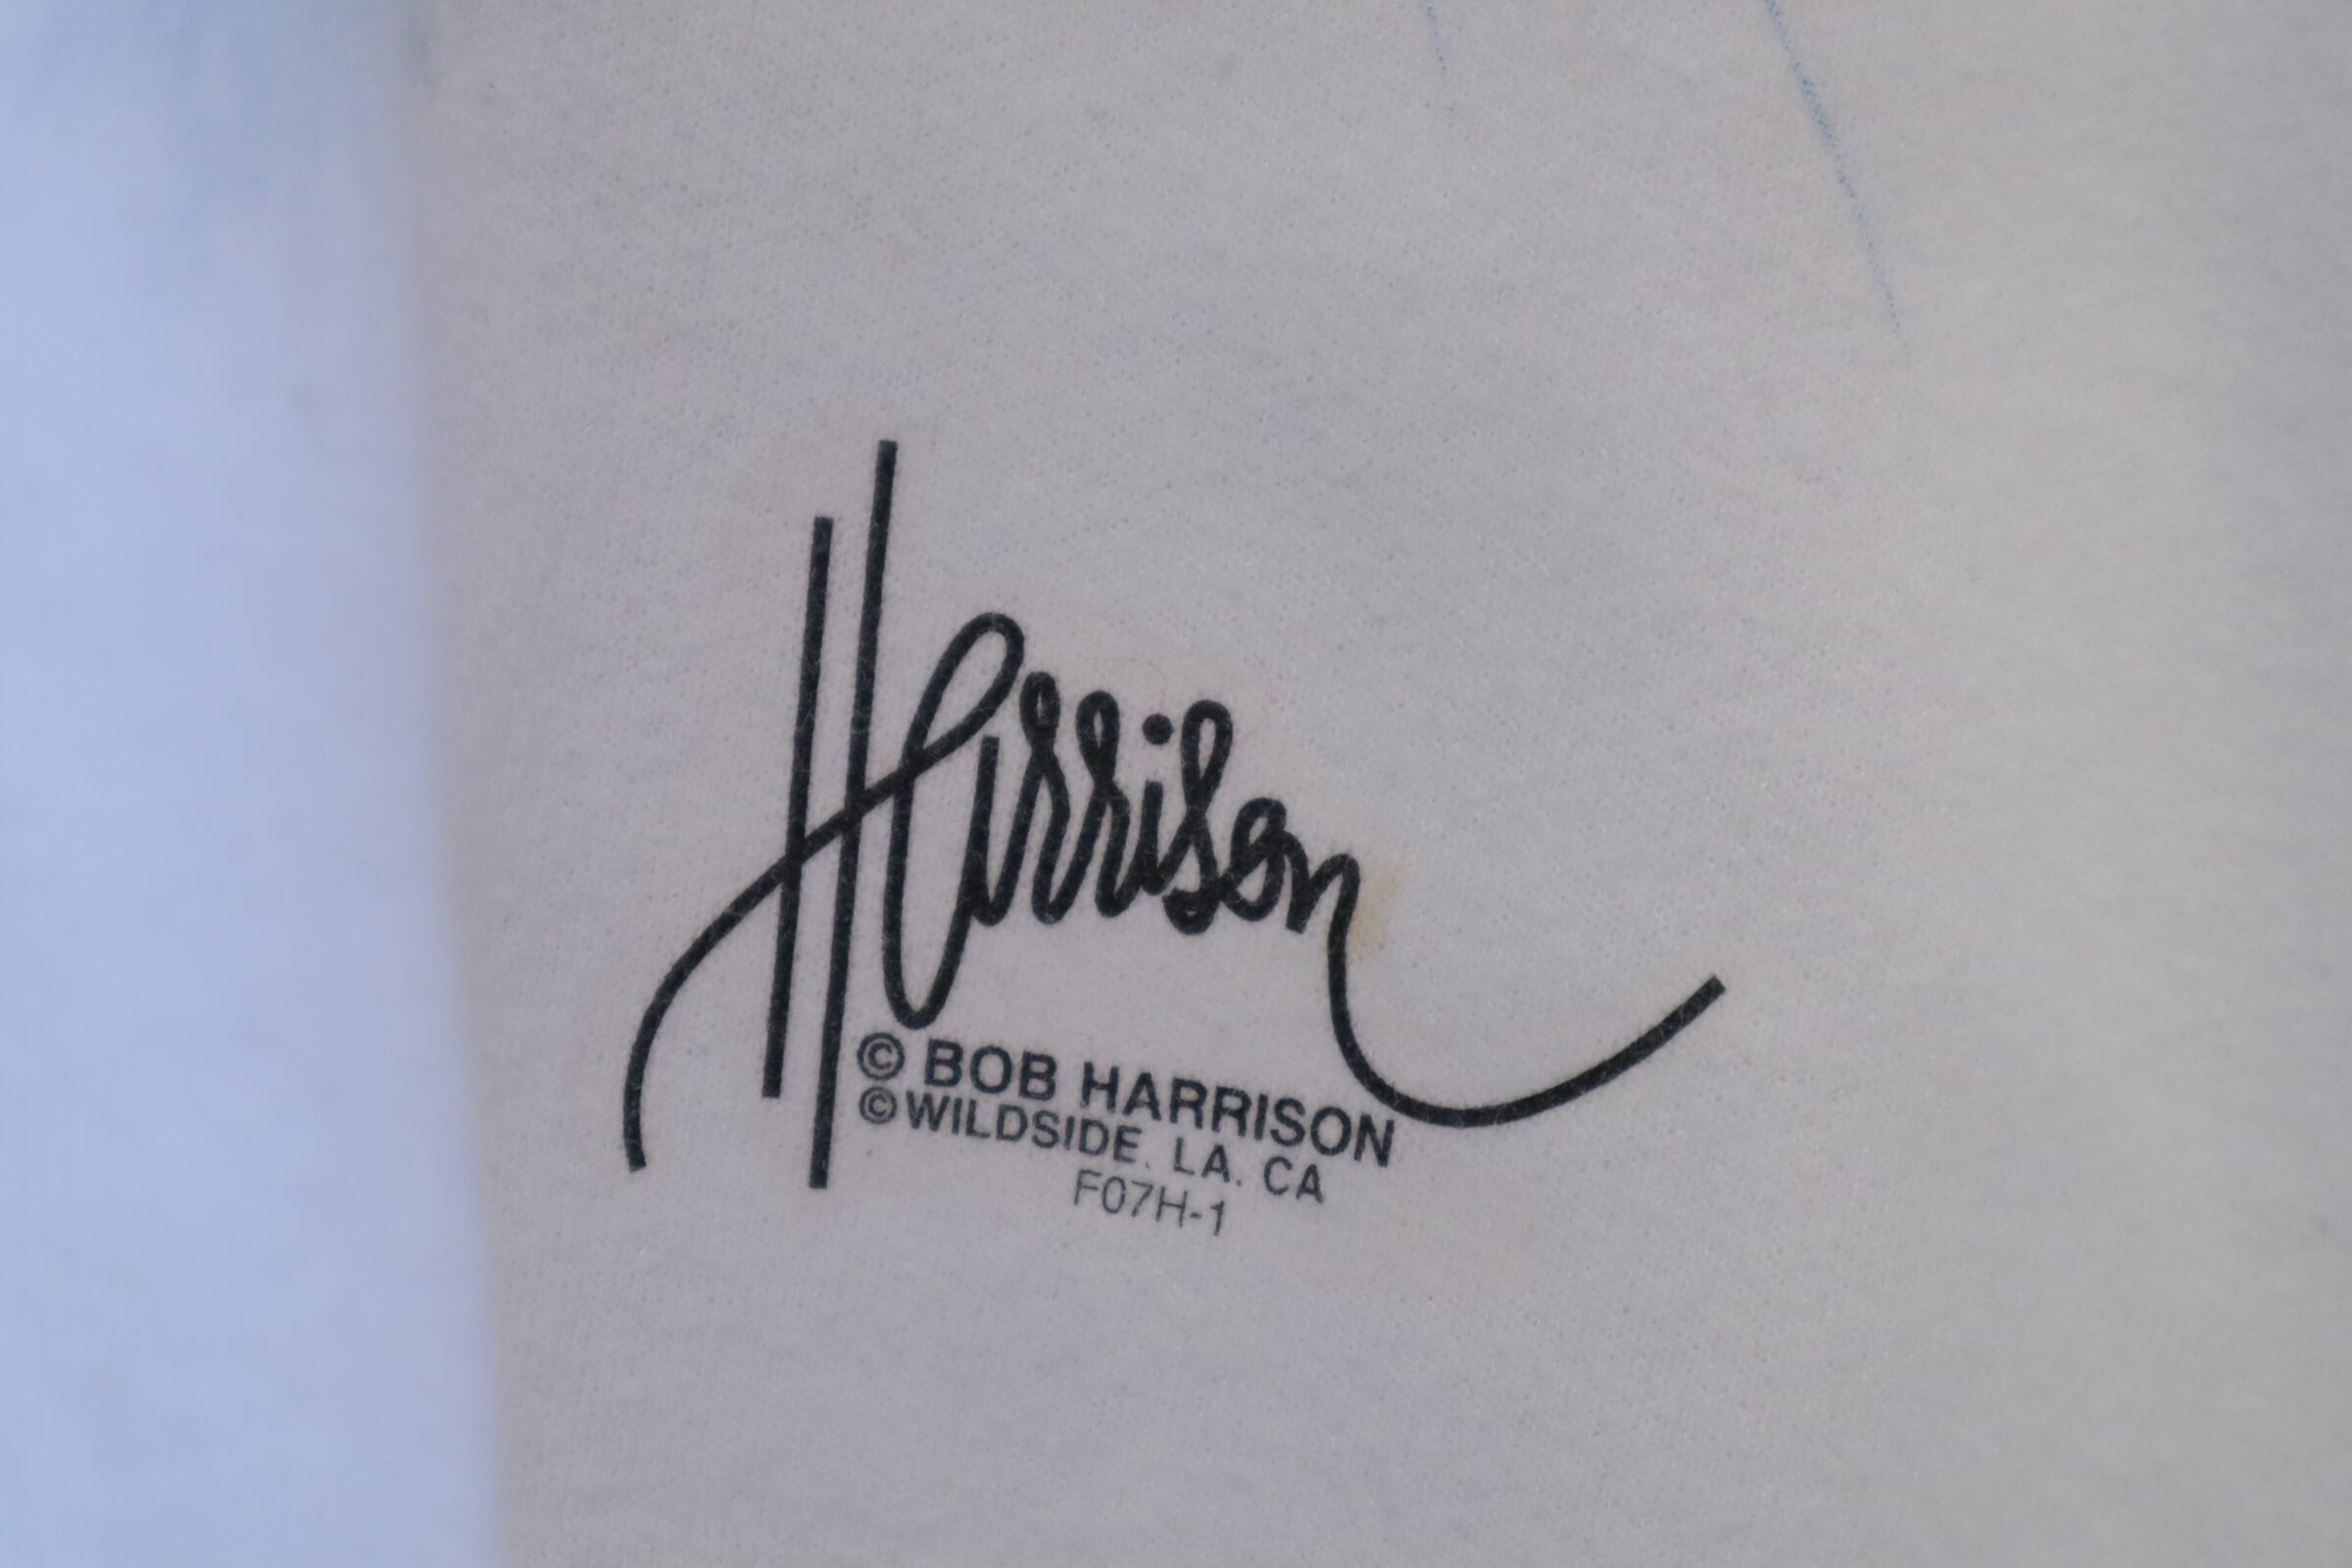 Harrison
© BOB HARRISON
© WILDSIDE. LA. CA
F07H-1